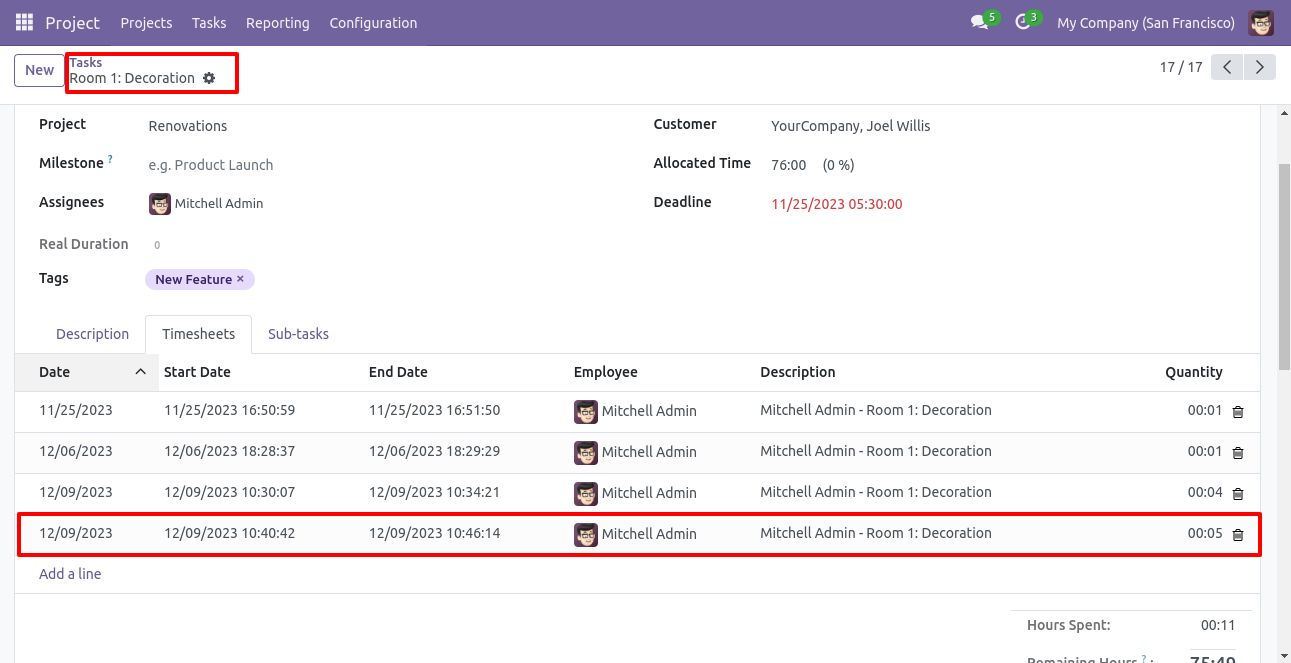 Project Projects Tasks Reporting Configuration 5 3 My Company (San Francisco)
New Tasks
Room 1: Decoration 17 / 17
Project Renovations Customer YourCompany, Joel Willis
Milestone ? e.g. Product Launch Allocated Time 76:00 (0 %)
Assignees Mitchell Admin Deadline 11/25/2023 05:30:00
Real Duration 0
Tags New Feature ×
Description Timesheets Sub-tasks
Date Start Date End Date Employee Description Quantity
11/25/2023 11/25/2023 16:50:59 11/25/2023 16:51:50 Mitchell Admin Mitchell Admin - Room 1: Decoration 00:01
12/06/2023 12/06/2023 18:28:37 12/06/2023 18:29:29 Mitchell Admin Mitchell Admin - Room 1: Decoration 00:01
12/09/2023 12/09/2023 10:30:07 12/09/2023 10:34:21 Mitchell Admin Mitchell Admin - Room 1: Decoration 00:04
12/09/2023 12/09/2023 10:40:42 12/09/2023 10:46:14 Mitchell Admin Mitchell Admin - Room 1: Decoration 00:05
Add a line
Hours Spent: 00:11
Remaining Hours ? : 75:49